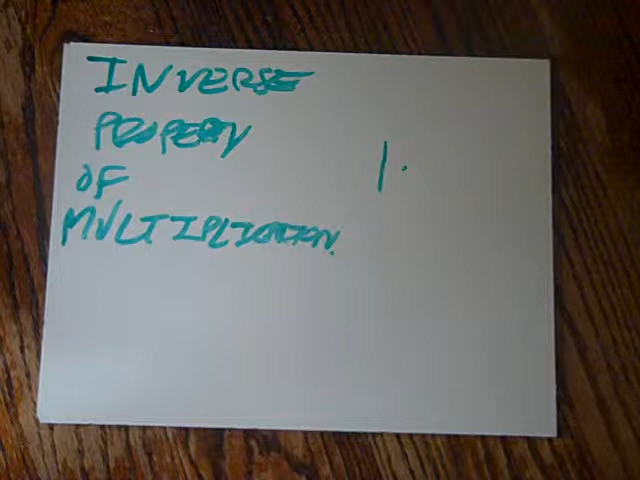 INVERSE
PROPERTY
OF
MULTIPLICATION.
1.